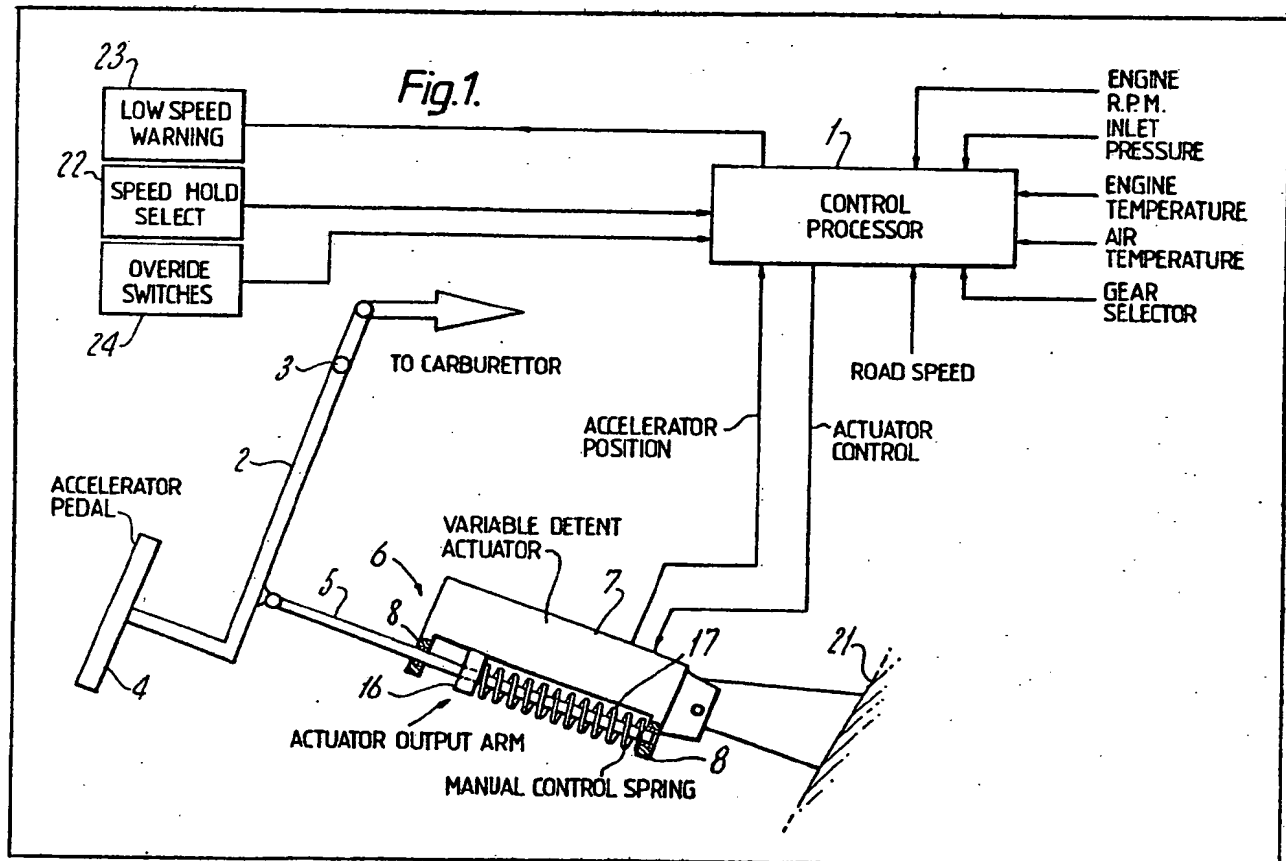 Fig.1.
23
LOW SPEED
WARNING
22
SPEED HOLD
SELECT
OVERIDE
SWITCHES
24
1
CONTROL
PROCESSOR
ENGINE
R.P.M.
INLET
PRESSURE
ENGINE
TEMPERATURE
AIR
TEMPERATURE
GEAR
SELECTOR
ROAD SPEED
3
TO CARBURETTOR
2
ACCELERATOR
POSITION
ACTUATOR
CONTROL
ACCELERATOR
PEDAL
4
VARIABLE DETENT
ACTUATOR
6
7
5
8
17
21
16
ACTUATOR OUTPUT ARM
8
MANUAL CONTROL SPRING